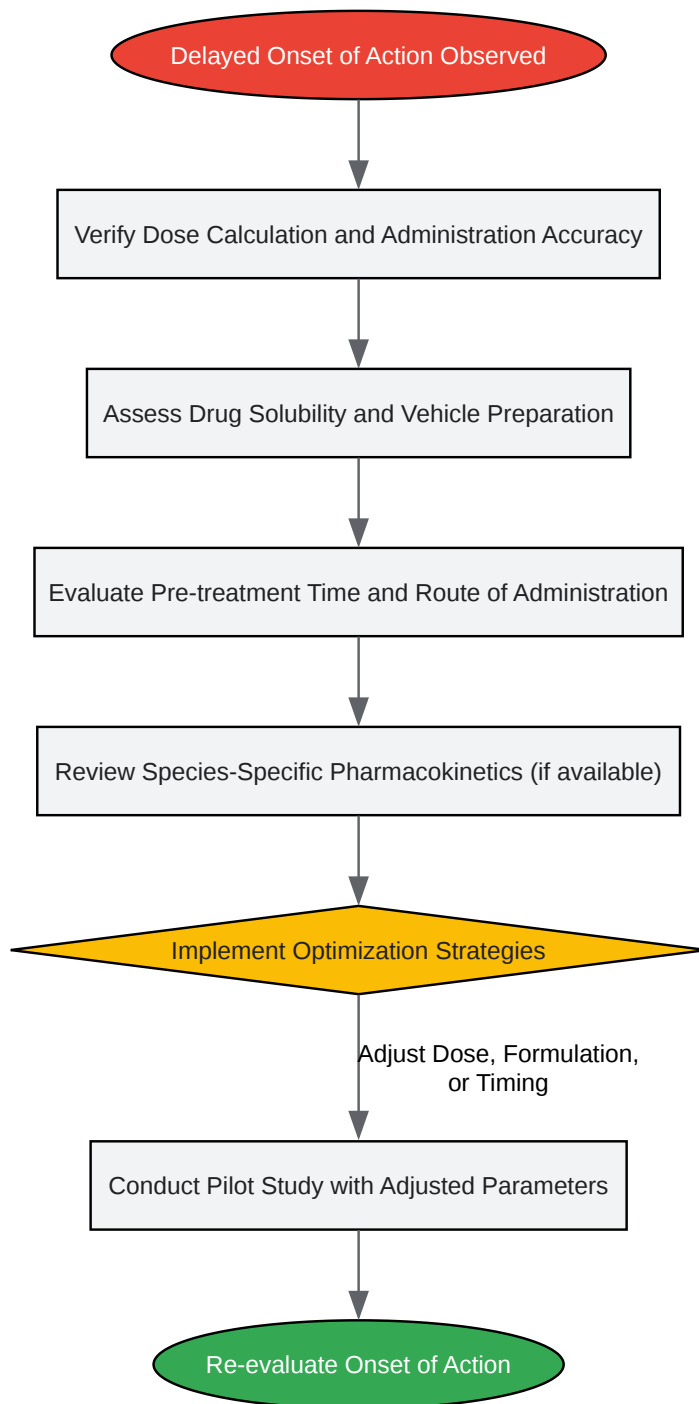 Delayed Onset of Action Observed
Verify Dose Calculation and Administration Accuracy
Assess Drug Solubility and Vehicle Preparation
Evaluate Pre-treatment Time and Route of Administration
Review Species-Specific Pharmacokinetics (if available)
Implement Optimization Strategies
Adjust Dose, Formulation,
or Timing
Conduct Pilot Study with Adjusted Parameters
Re-evaluate Onset of Action